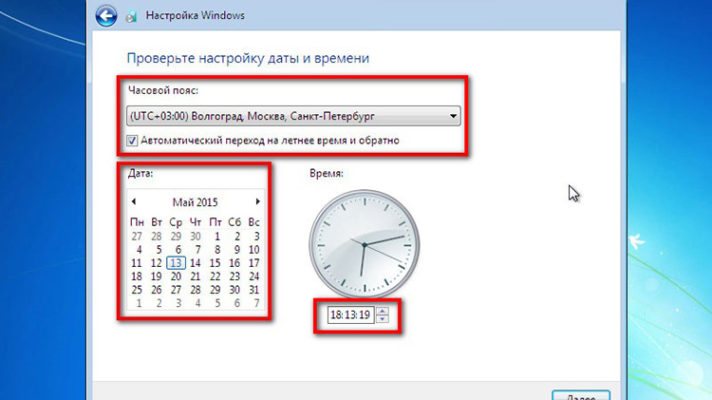 Настройка Windows
Проверьте настройку даты и времени
Часовой пояс:
(UTC+03:00) Волгоград, Москва, Санкт-Петербург
Автоматический переход на летнее время и обратно
Дата:
Время:
Май 2015
Пн Вт Ср Чт Пт Сб Вс
27 28 29 30 1 2 3
4 5 6 7 8 9 10
11 12 13 14 15 16 17
18 19 20 21 22 23 24
25 26 27 28 29 30 31
1 2 3 4 5 6 7
18:13:19
Далее